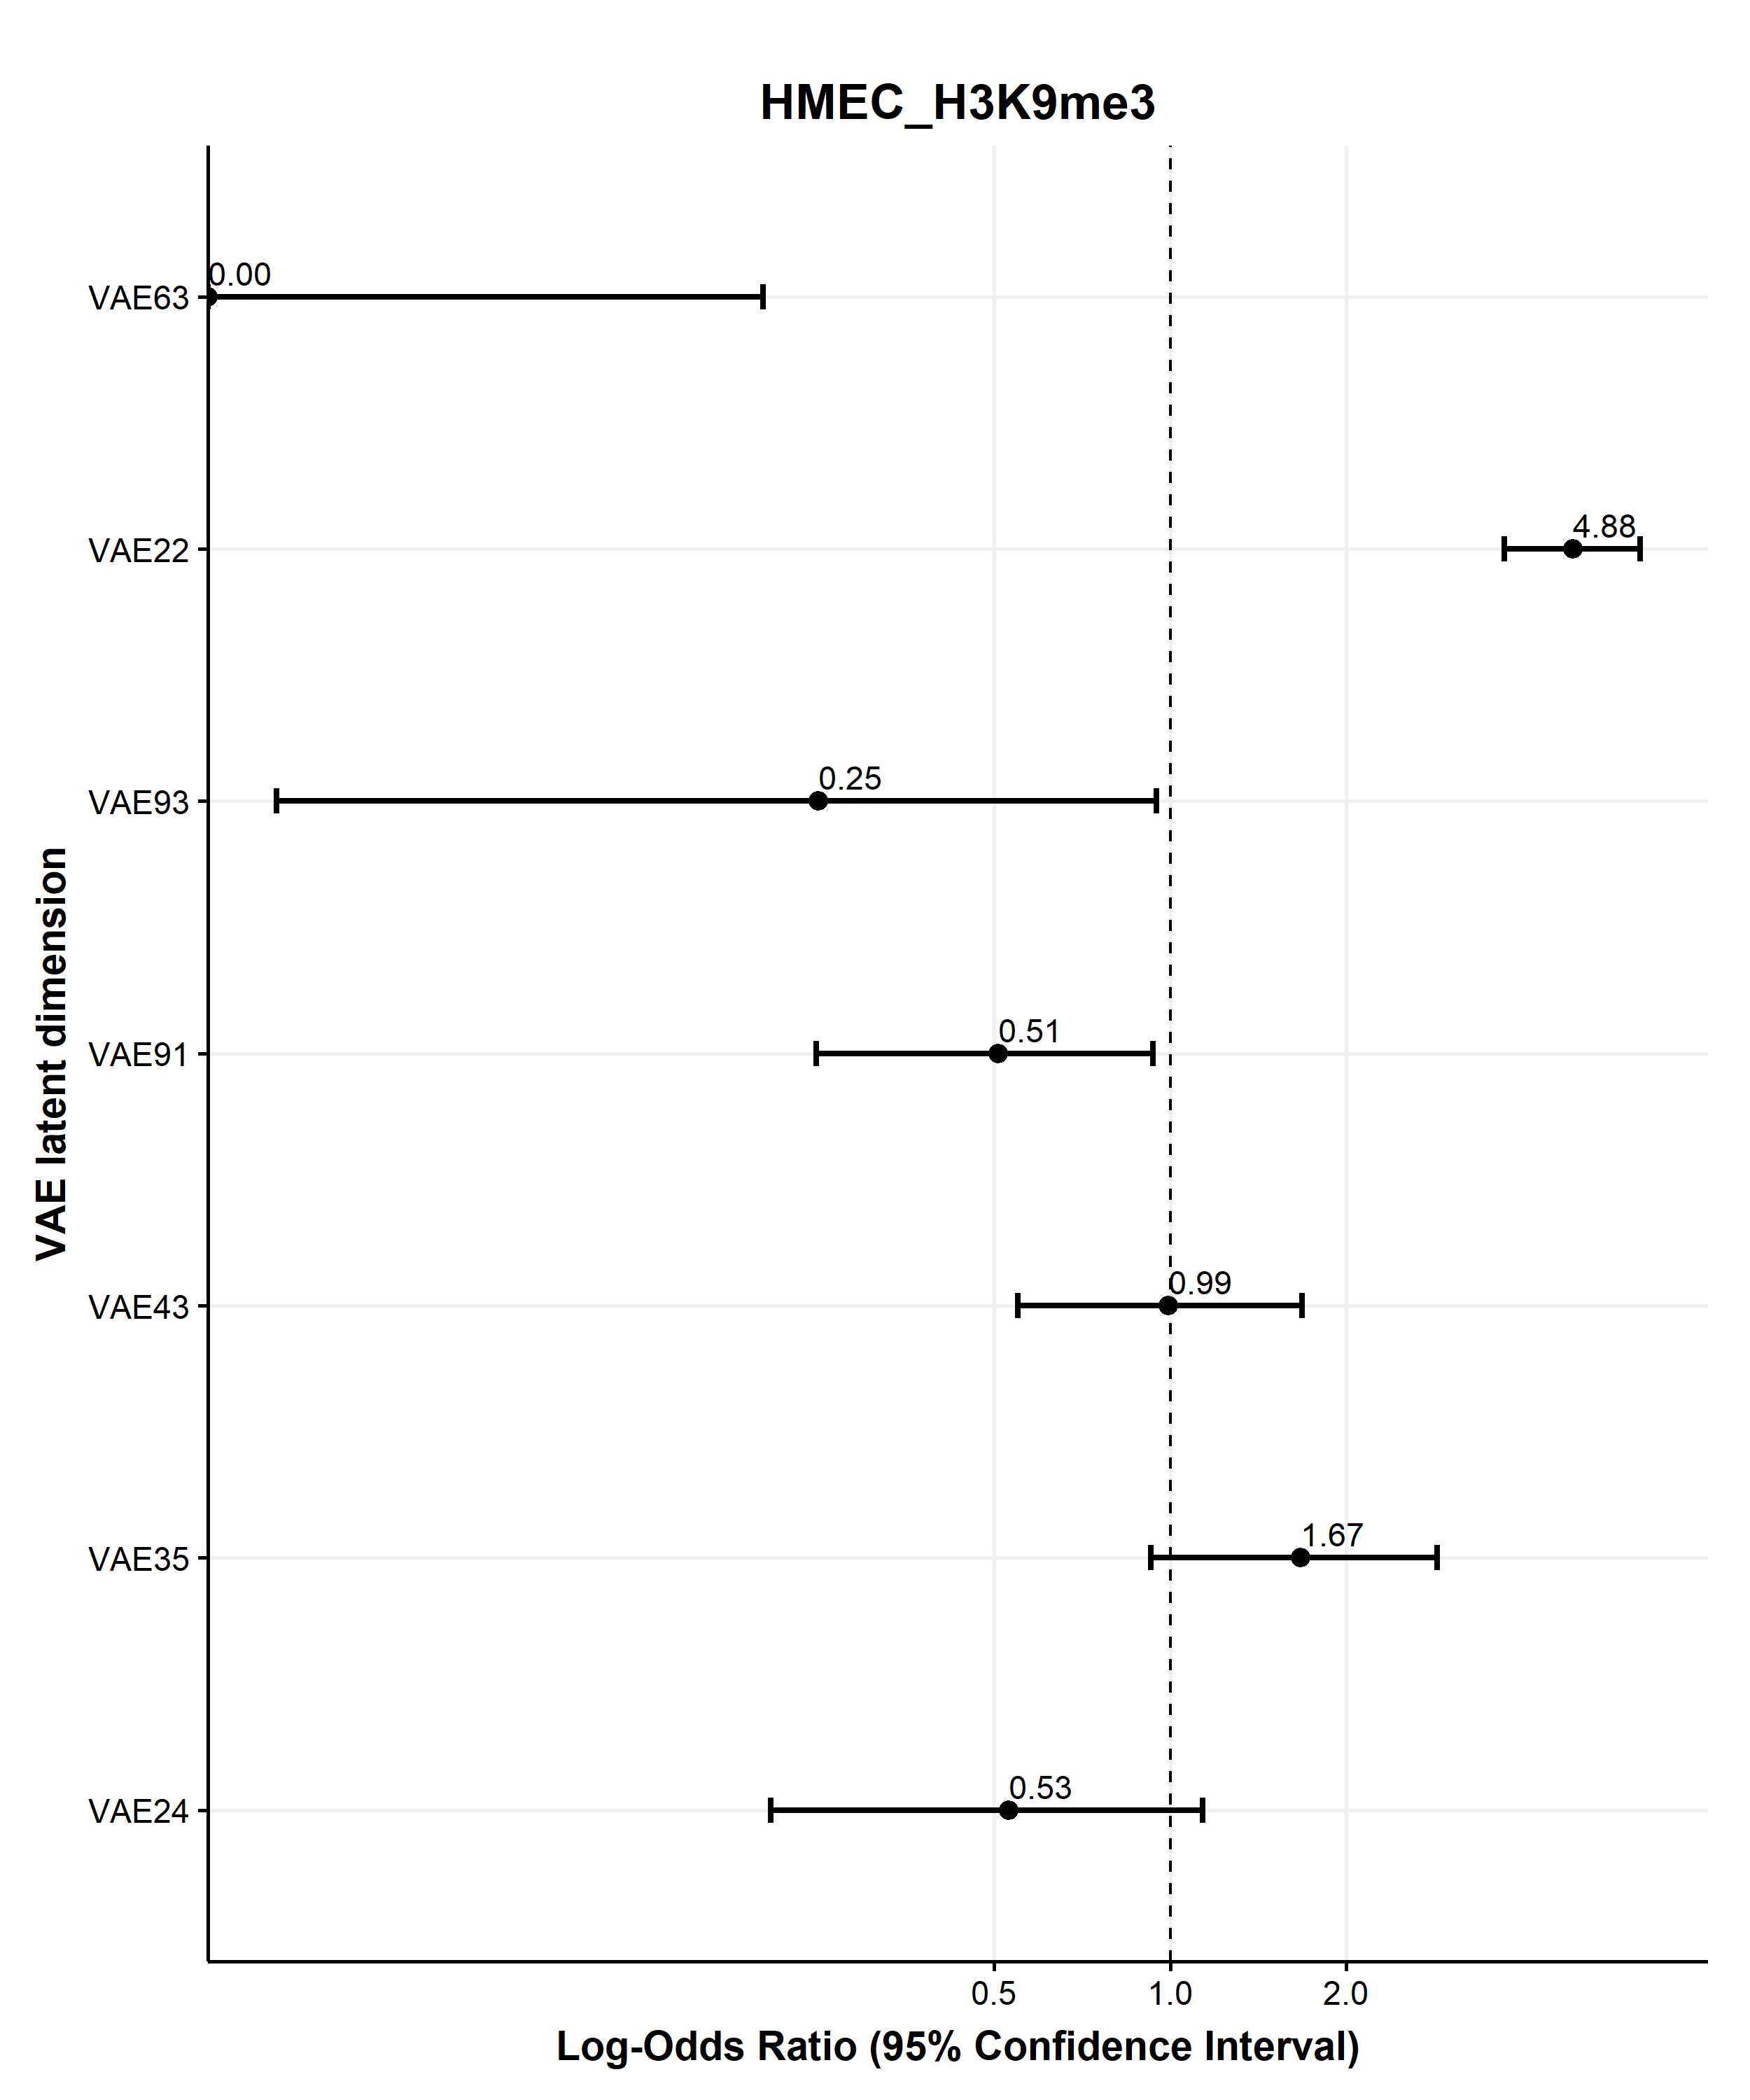 HMEC_H3K9me3
VAE latent dimension
VAE63
0.00
VAE22
4.88
VAE93
0.25
VAE91
0.51
VAE43
0.99
VAE35
1.67
VAE24
0.53
0.5
1.0
2.0
Log-Odds Ratio (95% Confidence Interval)